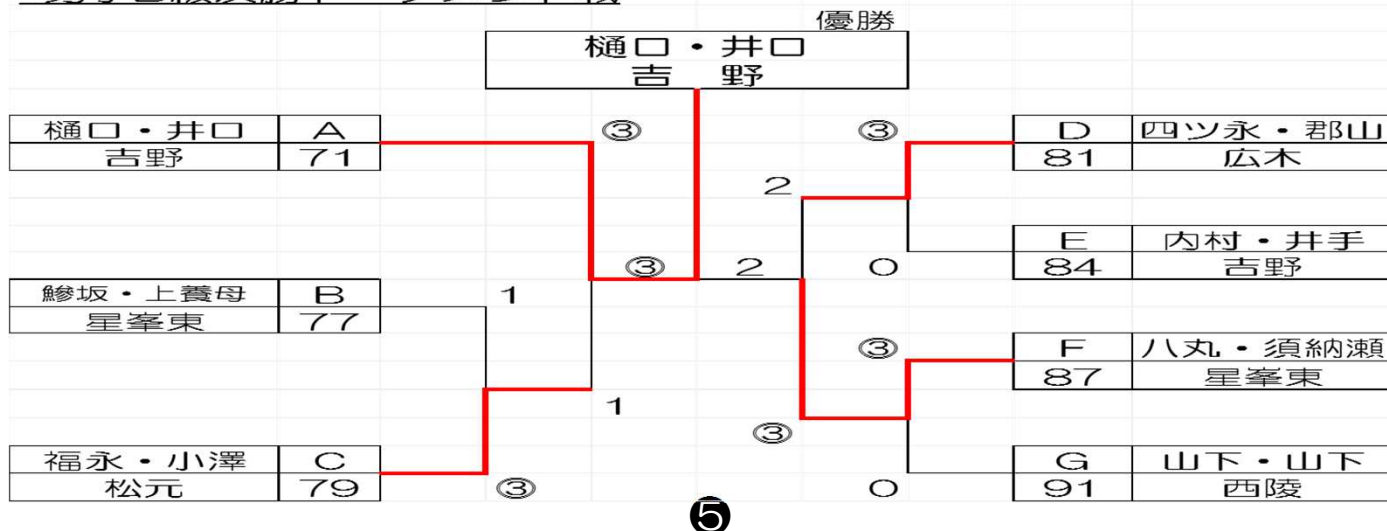 優勝
樋口・井口
吉 野
樋口・井口 A
吉野 71
③
③
D 四ツ永・郡山
81 広木
2
E 内村・井手
84 吉野
③ 2 0
鰺坂・上養母 B
星峯東 77
1
③
F 八丸・須納瀬
87 星峯東
1
③
福永・小澤 C
松元 79
③
0
G 山下・山下
91 西陵
❺